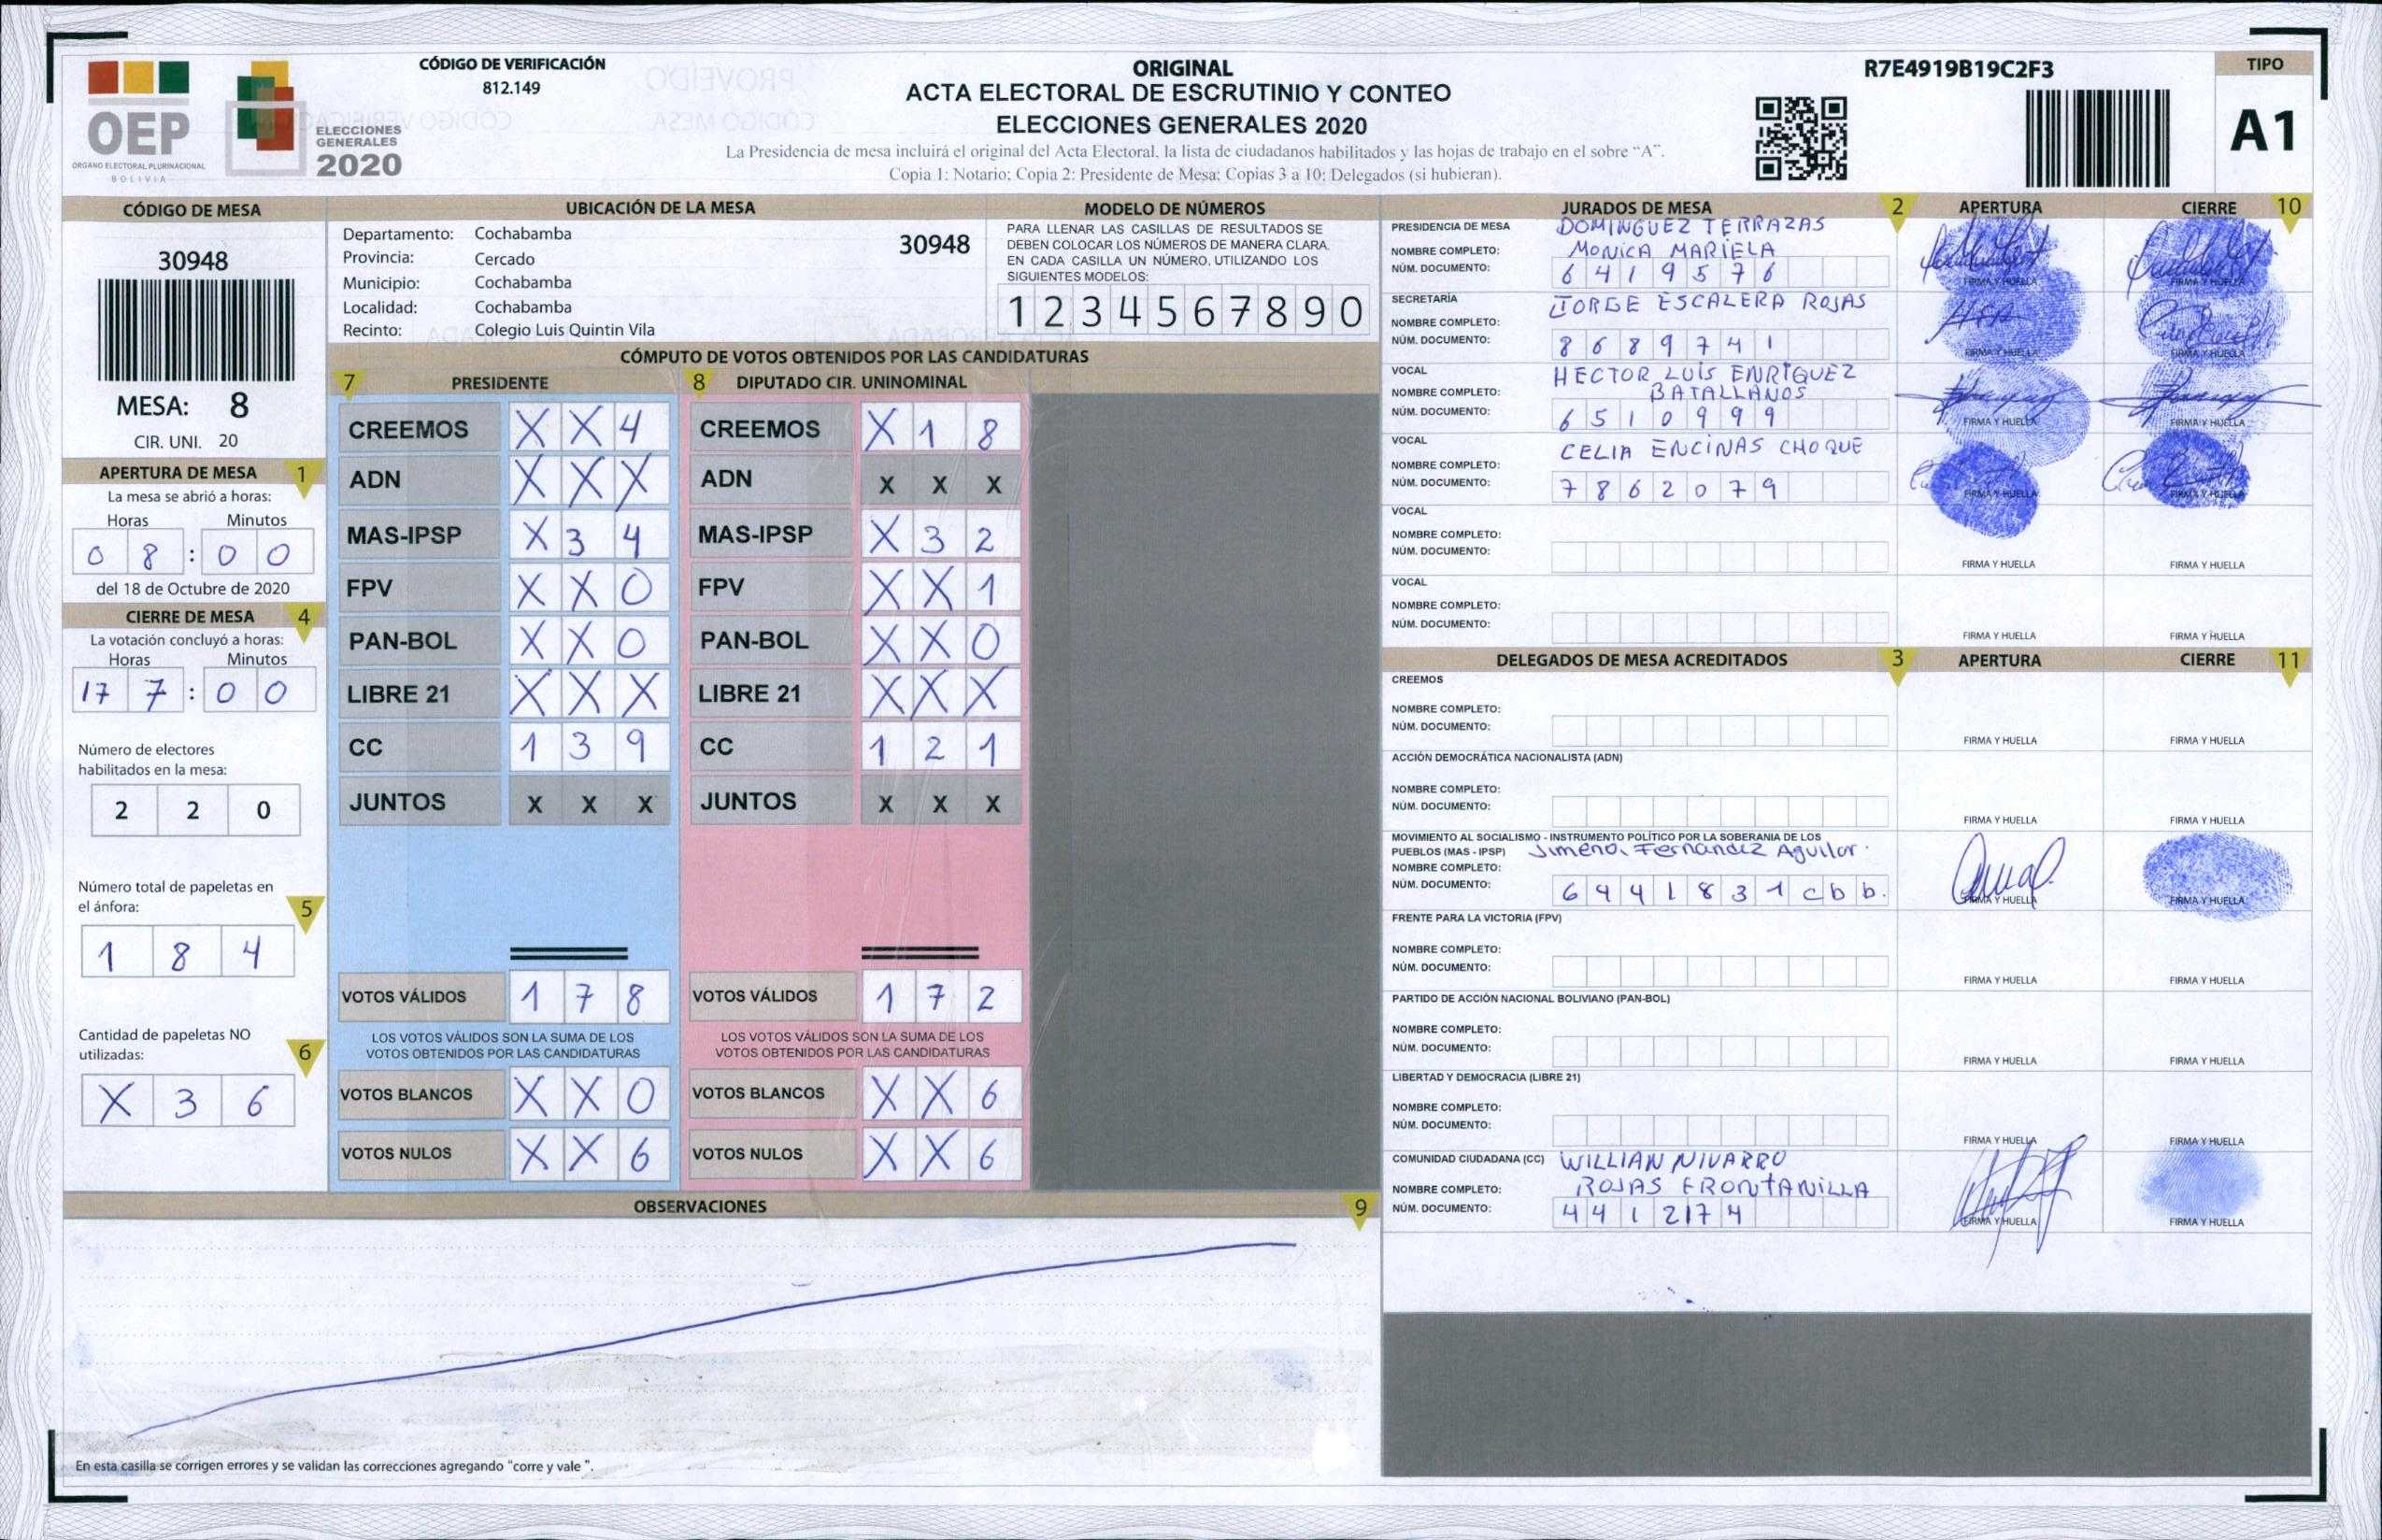 CÓDIGO DE VERIFICACIÓN
812.149
OEP
ORGANO ELECTORAL PLURINACIONAL
BOLIVIA
ELECCIONES
GENERALES
2020
ORIGINAL
ACTA ELECTORAL DE ESCRUTINIO Y CONTEO
ELECCIONES GENERALES 2020
La Presidencia de mesa incluirá el original del Acta Electoral, la lista de ciudadanos habilitados y las hojas de trabajo en el sobre “A”.
Copia 1: Notario; Copia 2: Presidente de Mesa; Copias 3 a 10: Delegados (si hubieran).
R7E4919B19C2F3
TIPO
A1
CÓDIGO DE MESA
30948
MESA: 8
CIR. UNI. 20
APERTURA DE MESA 1
La mesa se abrió a horas:
Horas Minutos
0 8 : 0 0
del 18 de Octubre de 2020
CIERRE DE MESA 4
La votación concluyó a horas:
Horas Minutos
17 7 : 0 0
Número de electores
habilitados en la mesa:
2 2 0
Número total de papeletas en
el ánfora: 5
1 8 4
Cantidad de papeletas NO
utilizadas: 6
X 3 6
UBICACIÓN DE LA MESA
Departamento: Cochabamba 30948
Provincia: Cercado
Municipio: Cochabamba
Localidad: Cochabamba
Recinto: Colegio Luis Quintin Vila
MODELO DE NÚMEROS
PARA LLENAR LAS CASILLAS DE RESULTADOS SE
DEBEN COLOCAR LOS NÚMEROS DE MANERA CLARA.
EN CADA CASILLA UN NÚMERO, UTILIZANDO LOS
SIGUIENTES MODELOS:
1 2 3 4 5 6 7 8 9 0
CÓMPUTO DE VOTOS OBTENIDOS POR LAS CANDIDATURAS
7 PRESIDENTE
CREEMOS X X 4
ADN X X X
MAS-IPSP X 3 4
FPV X X 0
PAN-BOL X X 0
LIBRE 21 X X X
CC 1 3 9
JUNTOS X X X
VOTOS VÁLIDOS 1 7 8
LOS VOTOS VÁLIDOS SON LA SUMA DE LOS
VOTOS OBTENIDOS POR LAS CANDIDATURAS
VOTOS BLANCOS X X 0
VOTOS NULOS X X 6
8 DIPUTADO CIR. UNINOMINAL
CREEMOS X 1 8
ADN X X X
MAS-IPSP X 3 2
FPV X X 1
PAN-BOL X X 0
LIBRE 21 X X X
CC 1 2 1
JUNTOS X X X
VOTOS VÁLIDOS 1 7 2
LOS VOTOS VÁLIDOS SON LA SUMA DE LOS
VOTOS OBTENIDOS POR LAS CANDIDATURAS
VOTOS BLANCOS X X 6
VOTOS NULOS X X 6
OBSERVACIONES 9
En esta casilla se corrigen errores y se validan las correcciones agregando “corre y vale ”.
JURADOS DE MESA 2 APERTURA CIERRE 10
PRESIDENCIA DE MESA DOMINGUEZ TERRAZAS
NOMBRE COMPLETO: MONICA MARIELA
NÚM. DOCUMENTO: 6 4 1 9 5 7 6
FIRMA Y HUELLA FIRMA Y HUELLA
SECRETARÍA JORGE ESCALERA ROJAS
NOMBRE COMPLETO:
NÚM. DOCUMENTO: 8 6 8 9 7 4 1
FIRMA Y HUELLA FIRMA Y HUELLA
VOCAL HECTOR LUIS ENRIQUEZ
NOMBRE COMPLETO: BATALLANOS
NÚM. DOCUMENTO: 6 5 1 0 9 9 9
FIRMA Y HUELLA FIRMA Y HUELLA
VOCAL CELIA ENCINAS CHOQUE
NOMBRE COMPLETO:
NÚM. DOCUMENTO: 7 8 6 2 0 7 9
FIRMA Y HUELLA FIRMA Y HUELLA
VOCAL
NOMBRE COMPLETO:
NÚM. DOCUMENTO:
FIRMA Y HUELLA FIRMA Y HUELLA
VOCAL
NOMBRE COMPLETO:
NÚM. DOCUMENTO:
FIRMA Y HUELLA FIRMA Y HUELLA
DELEGADOS DE MESA ACREDITADOS 3 APERTURA CIERRE 11
CREEMOS
NOMBRE COMPLETO:
NÚM. DOCUMENTO:
FIRMA Y HUELLA FIRMA Y HUELLA
ACCIÓN DEMOCRÁTICA NACIONALISTA (ADN)
NOMBRE COMPLETO:
NÚM. DOCUMENTO:
FIRMA Y HUELLA FIRMA Y HUELLA
MOVIMIENTO AL SOCIALISMO - INSTRUMENTO POLÍTICO POR LA SOBERANIA DE LOS
PUEBLOS (MAS - IPSP) Jimena Fernandez Aguilar.
NOMBRE COMPLETO:
NÚM. DOCUMENTO: 6 4 4 1 8 3 1 c b b.
FIRMA Y HUELLA FIRMA Y HUELLA
FRENTE PARA LA VICTORIA (FPV)
NOMBRE COMPLETO:
NÚM. DOCUMENTO:
FIRMA Y HUELLA FIRMA Y HUELLA
PARTIDO DE ACCIÓN NACIONAL BOLIVIANO (PAN-BOL)
NOMBRE COMPLETO:
NÚM. DOCUMENTO:
FIRMA Y HUELLA FIRMA Y HUELLA
LIBERTAD Y DEMOCRACIA (LIBRE 21)
NOMBRE COMPLETO:
NÚM. DOCUMENTO:
FIRMA Y HUELLA FIRMA Y HUELLA
COMUNIDAD CIUDADANA (CC) WILLIAN NIVARRO
NOMBRE COMPLETO: ROJAS FRONTANILLA
NÚM. DOCUMENTO: 4 4 1 2 17 4
FIRMA Y HUELLA FIRMA Y HUELLA